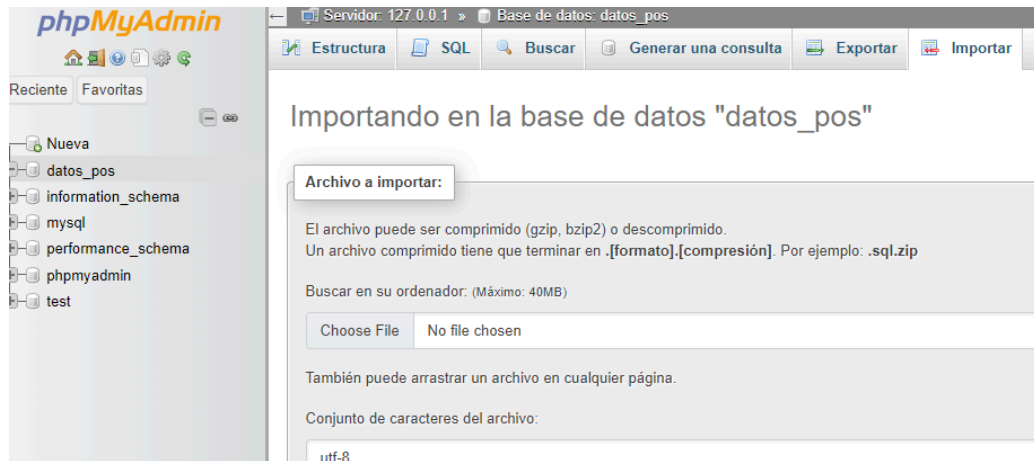 phpMyAdmin
Reciente Favoritas
Nueva
datos_pos
information_schema
mysql
performance_schema
phpmyadmin
test
Servidor: 127.0.0.1 » Base de datos: datos_pos
Estructura SQL Buscar Generar una consulta Exportar Importar
Importando en la base de datos "datos_pos"
Archivo a importar:
El archivo puede ser comprimido (gzip, bzip2) o descomprimido.
Un archivo comprimido tiene que terminar en .[formato].[compresión]. Por ejemplo: .sql.zip
Buscar en su ordenador: (Máximo: 40MB)
Choose File No file chosen
También puede arrastrar un archivo en cualquier página.
Conjunto de caracteres del archivo:
utf-8